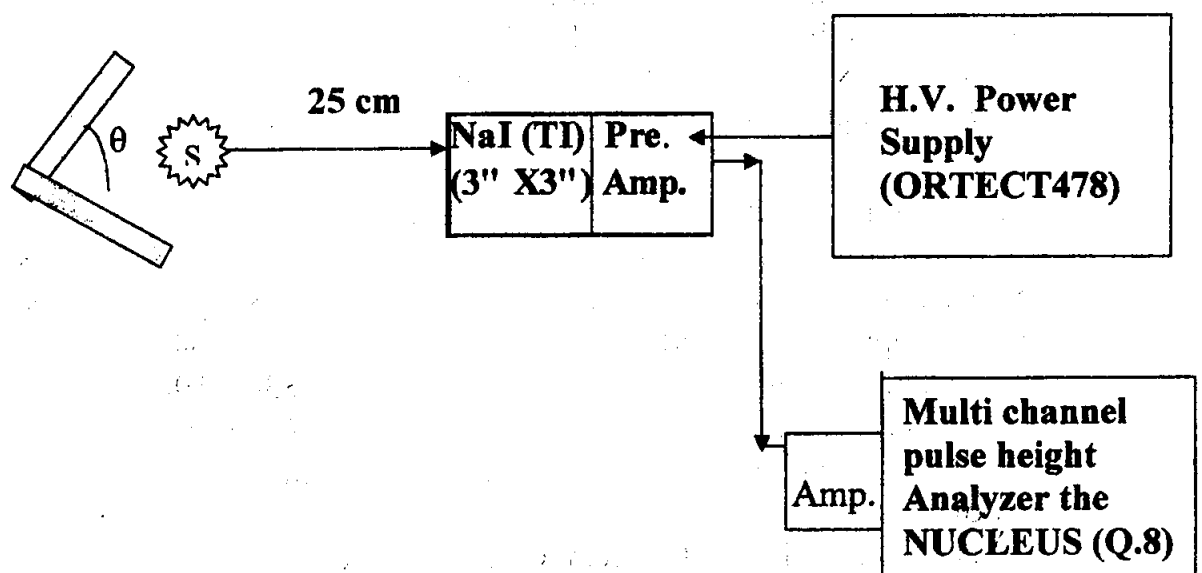 25 cm
θ
S
NaI (TI) Pre.
(3" X3") Amp.
H.V. Power
Supply
(ORTECT478)
Amp.
Multi channel
pulse height
Analyzer the
NUCLEUS (Q.8)